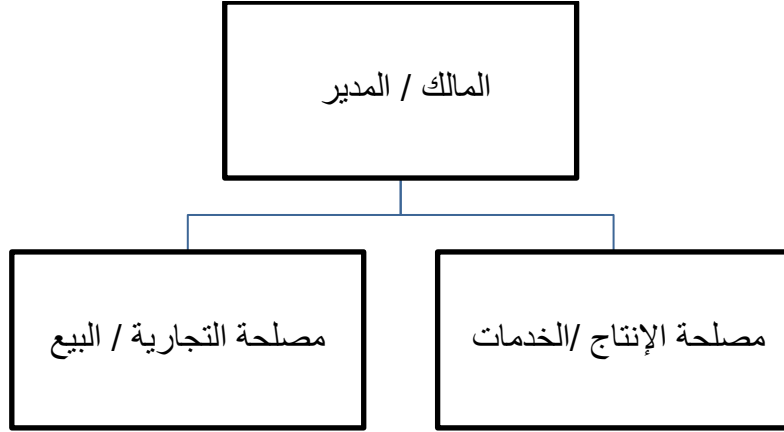 المالك / المدير
مصلحة الإنتاج /الخدمات
مصلحة التجارية / البيع